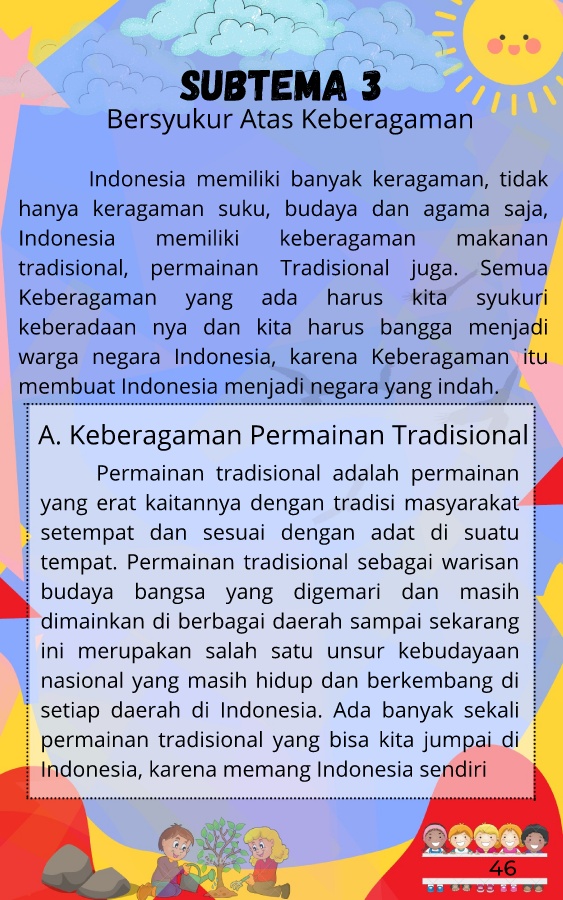 SUBTEMA 3
Bersyukur Atas Keberagaman
Indonesia memiliki banyak keragaman, tidak
hanya keragaman suku, budaya dan agama saja,
Indonesia memiliki keberagaman makanan
tradisional, permainan Tradisional juga. Semua
Keberagaman yang ada harus kita syukuri
keberadaan nya dan kita harus bangga menjadi
warga negara Indonesia, karena Keberagaman itu
membuat Indonesia menjadi negara yang indah.
A. Keberagaman Permainan Tradisional
Permainan tradisional adalah permainan
yang erat kaitannya dengan tradisi masyarakat
setempat dan sesuai dengan adat di suatu
tempat. Permainan tradisional sebagai warisan
budaya bangsa yang digemari dan masih
dimainkan di berbagai daerah sampai sekarang
ini merupakan salah satu unsur kebudayaan
nasional yang masih hidup dan berkembang di
setiap daerah di Indonesia. Ada banyak sekali
permainan tradisional yang bisa kita jumpai di
Indonesia, karena memang Indonesia sendiri
46